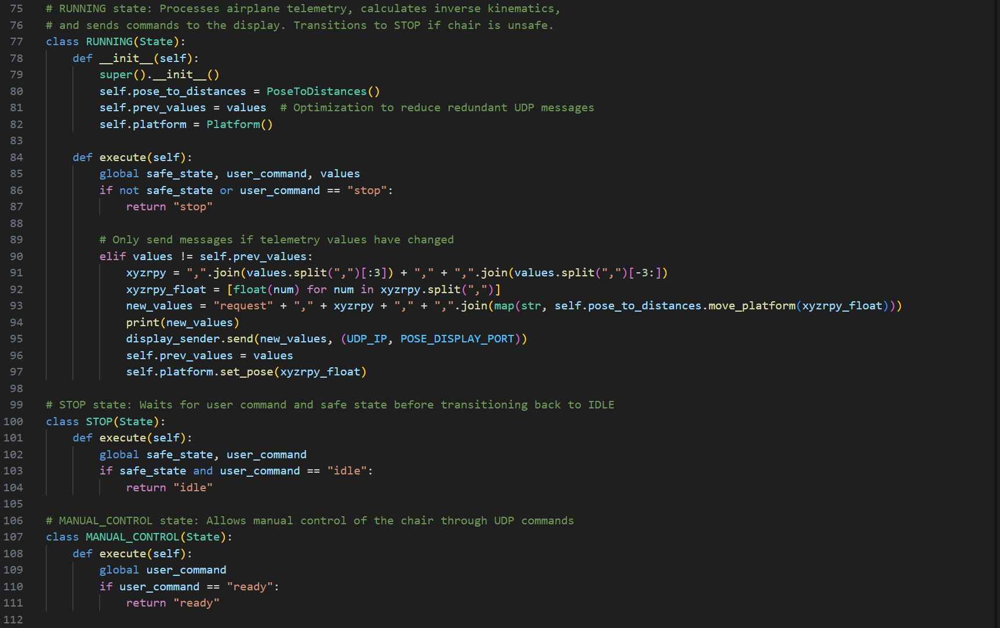 75 # RUNNING state: Processes airplane telemetry, calculates inverse kinematics,
76 # and sends commands to the display. Transitions to STOP if chair is unsafe.
77 class RUNNING(State):
78     def __init__(self):
79         super().__init__()
80         self.pose_to_distances = PoseToDistances()
81         self.prev_values = values  # Optimization to reduce redundant UDP messages
82         self.platform = Platform()
83
84     def execute(self):
85         global safe_state, user_command, values
86         if not safe_state or user_command == "stop":
87             return "stop"
88
89         # Only send messages if telemetry values have changed
90         elif values != self.prev_values:
91             xyzrpy = ",".join(values.split(",")[:3]) + "," + ",".join(values.split(",")[-3:])
92             xyzrpy_float = [float(num) for num in xyzrpy.split(",")]
93             new_values = "request" + "," + xyzrpy + "," + ",".join(map(str, self.pose_to_distances.move_platform(xyzrpy_float)))
94             print(new_values)
95             display_sender.send(new_values, (UDP_IP, POSE_DISPLAY_PORT))
96             self.prev_values = values
97             self.platform.set_pose(xyzrpy_float)
98
99 # STOP state: Waits for user command and safe state before transitioning back to IDLE
100 class STOP(State):
101     def execute(self):
102         global safe_state, user_command
103         if safe_state and user_command == "idle":
104             return "idle"
105
106 # MANUAL_CONTROL state: Allows manual control of the chair through UDP commands
107 class MANUAL_CONTROL(State):
108     def execute(self):
109         global user_command
110         if user_command == "ready":
111             return "ready"
112